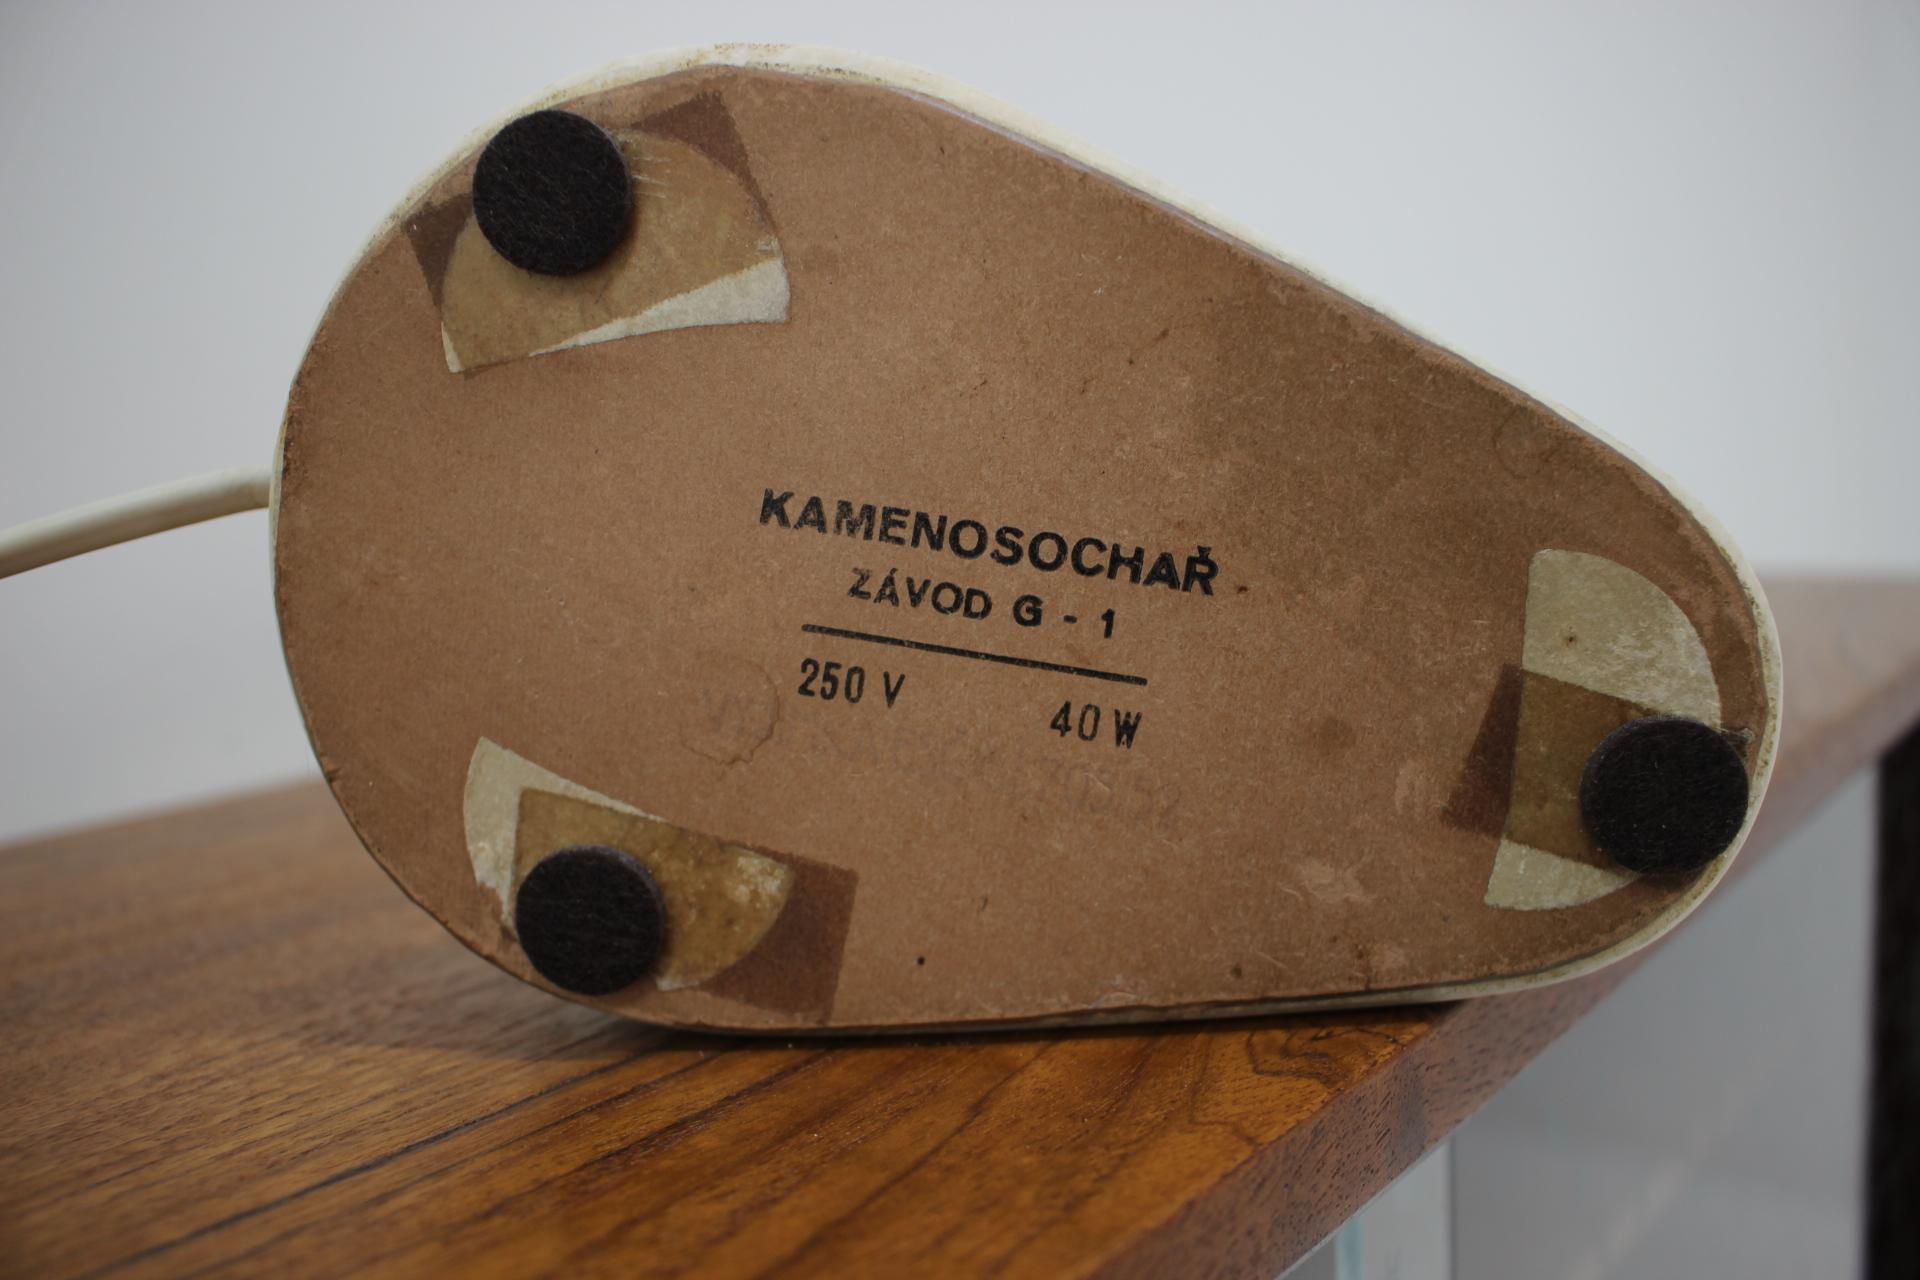 KAMENOSOCHAŘ
ZÁVOD G - 1
250 V 40 W